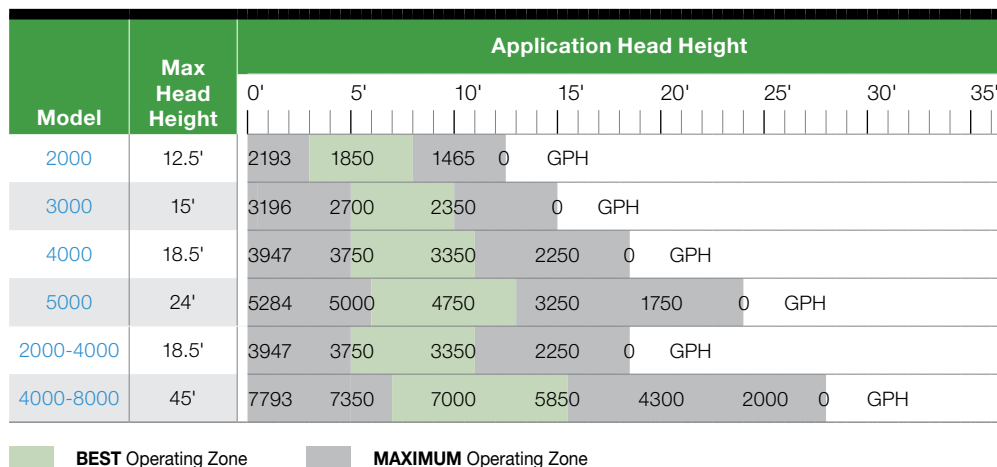 Application Head Height
Model
Max Head Height
0' 5' 10' 15' 20' 25' 30' 35'
2000 12.5' 2193 1850 1465 0 GPH
3000 15' 3196 2700 2350 0 GPH
4000 18.5' 3947 3750 3350 2250 0 GPH
5000 24' 5284 5000 4750 3250 1750 0 GPH
2000-4000 18.5' 3947 3750 3350 2250 0 GPH
4000-8000 45' 7793 7350 7000 5850 4300 2000 0 GPH
BEST Operating Zone MAXIMUM Operating Zone